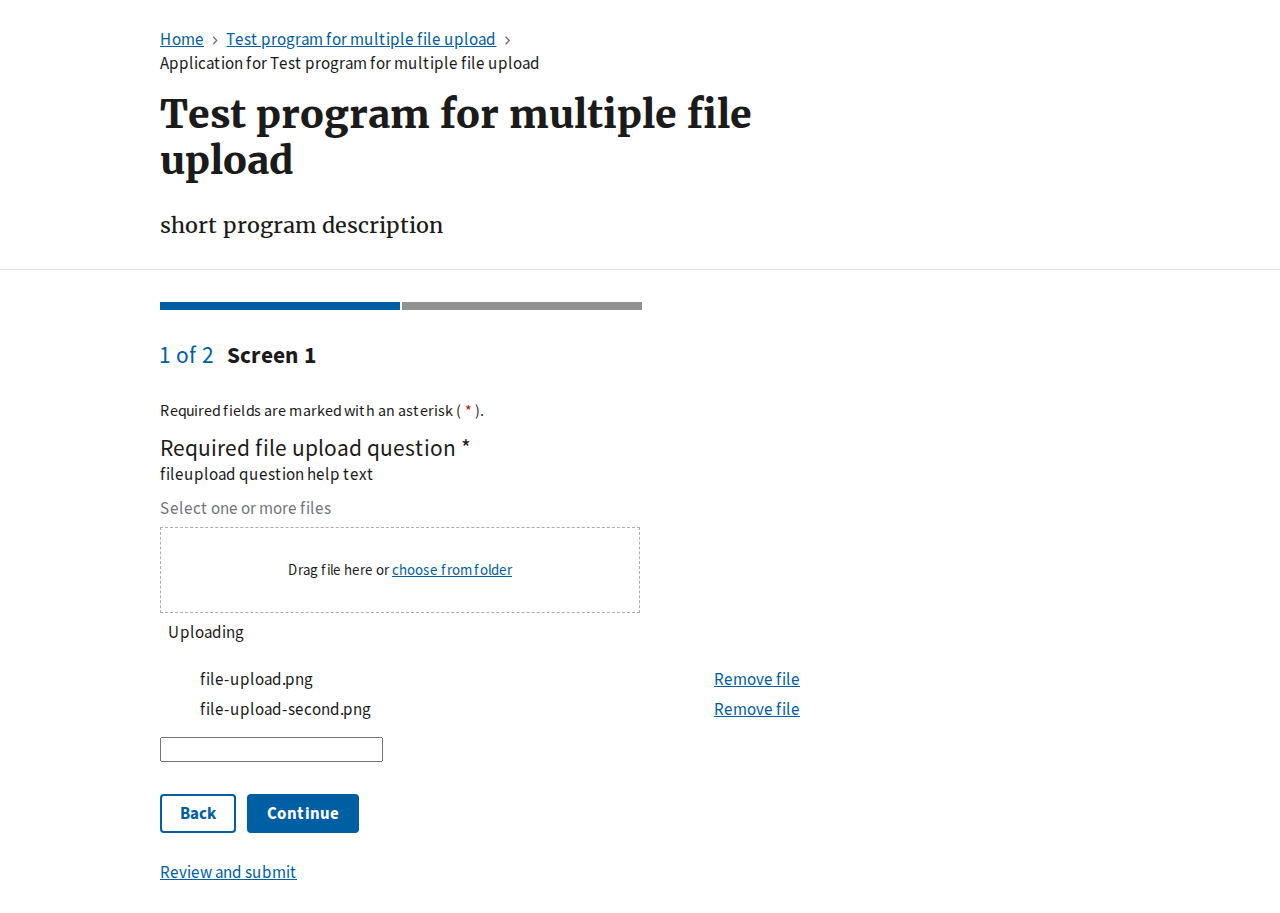 Home > Test program for multiple file upload >
Application for Test program for multiple file upload
Test program for multiple file
upload
short program description
1 of 2 Screen 1
Required fields are marked with an asterisk ( * ).
Required file upload question *
fileupload question help text
Select one or more files
Drag file here or choose from folder
Uploading
file-upload.png Remove file
file-upload-second.png Remove file
Back Continue
Review and submit